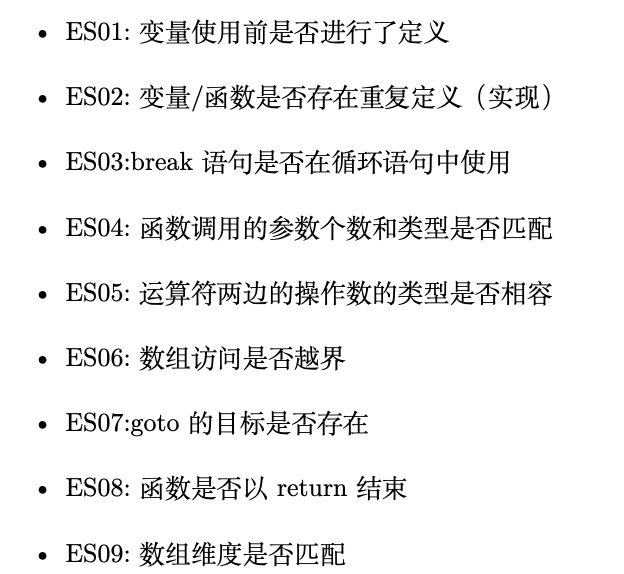 • ES01: 变量使用前是否进行了定义
• ES02: 变量/函数是否存在重复定义（实现）
• ES03:break 语句是否在循环语句中使用
• ES04: 函数调用的参数个数和类型是否匹配
• ES05: 运算符两边的操作数的类型是否相容
• ES06: 数组访问是否越界
• ES07:goto 的目标是否存在
• ES08: 函数是否以 return 结束
• ES09: 数组维度是否匹配